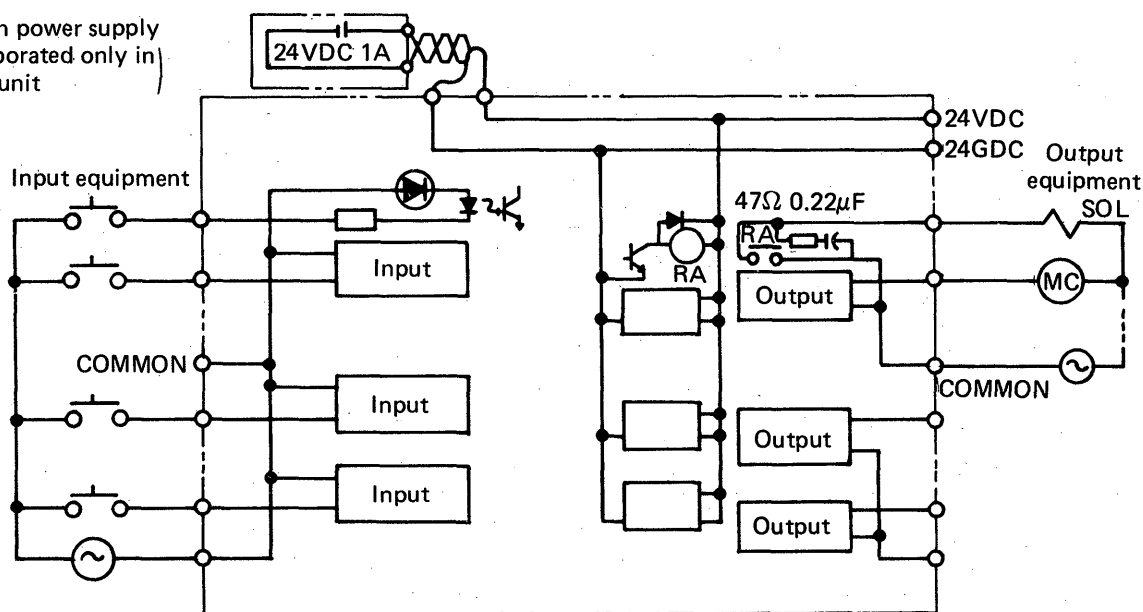 n power supply
porated only in
unit )
24VDC 1A
24VDC
24GDC
Input equipment
Output
equipment
47Ω 0.22μF
SOL
RA
RA
Input
Output
MC
COMMON
Input
COMMON
Output
Input
Output